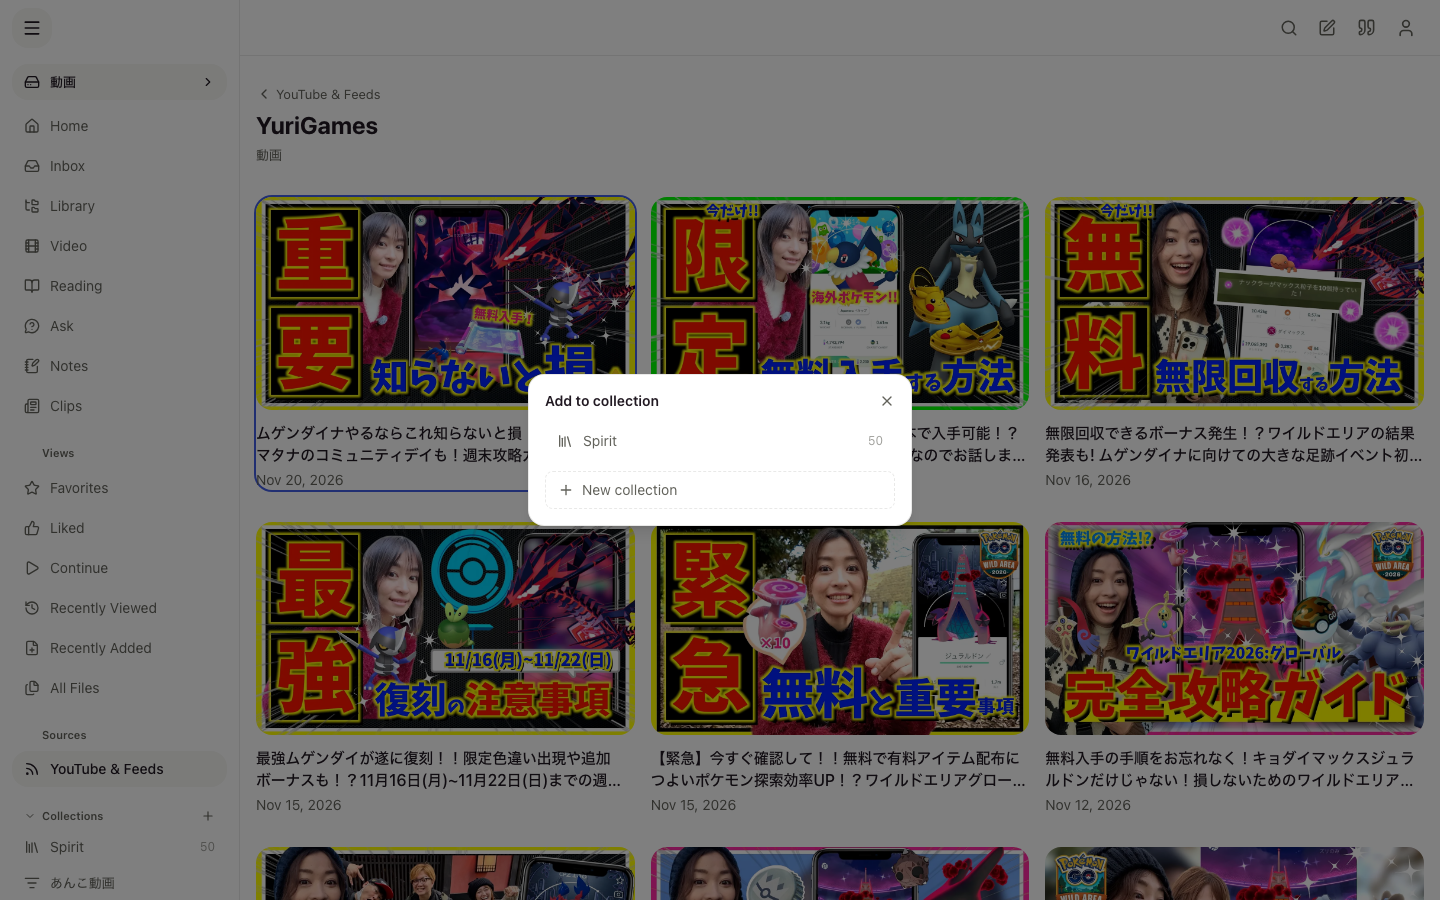 動画
Home
Inbox
Library
Video
Reading
Ask
Notes
Clips
Views
Favorites
Liked
Continue
Recently Viewed
Recently Added
All Files
Sources
YouTube & Feeds
Collections
Spirit
50
あんこ動画
YouTube & Feeds
YuriGames
動画
重要
無料入手!
知らないと損
ムゲンダイナやるならこれ知らないと損
マタナのコミュニティデイも！週末攻略
Nov 20, 2026
今だけ!!
限定
海外ポケモン!!
無料入手する方法
で入手可能！？
なのでお話しま...
今だけ!!
無料
無限回収する方法
無限回収できるボーナス発生！？ワイルドエリアの結果
発表も! ムゲンダイナに向けての大きな足跡イベント初...
Nov 16, 2026
Add to collection
Spirit
50
New collection
最強
11/16(月)~11/22(日)
復刻の注意事項
最強ムゲンダイが遂に復刻！！限定色違い出現や追加
ボーナスも！？11月16日(月)~11月22日(日)までの週...
Nov 15, 2026
緊急
×10
ジュラルドン
無料と重要事項
【緊急】今すぐ確認して！！無料で有料アイテム配布に
つよいポケモン探索効率UP！？ワイルドエリアグロー...
Nov 15, 2026
無料の方法!?
Pokémon GO
WILD AREA
2026
ワイルドエリア2026:グローバル
完全攻略ガイド
無料入手の手順をお忘れなく！キョダイマックスジュラ
ルドンだけじゃない！損しないためのワイルドエリア...
Nov 12, 2026
Pokémon GO
WILD AREA